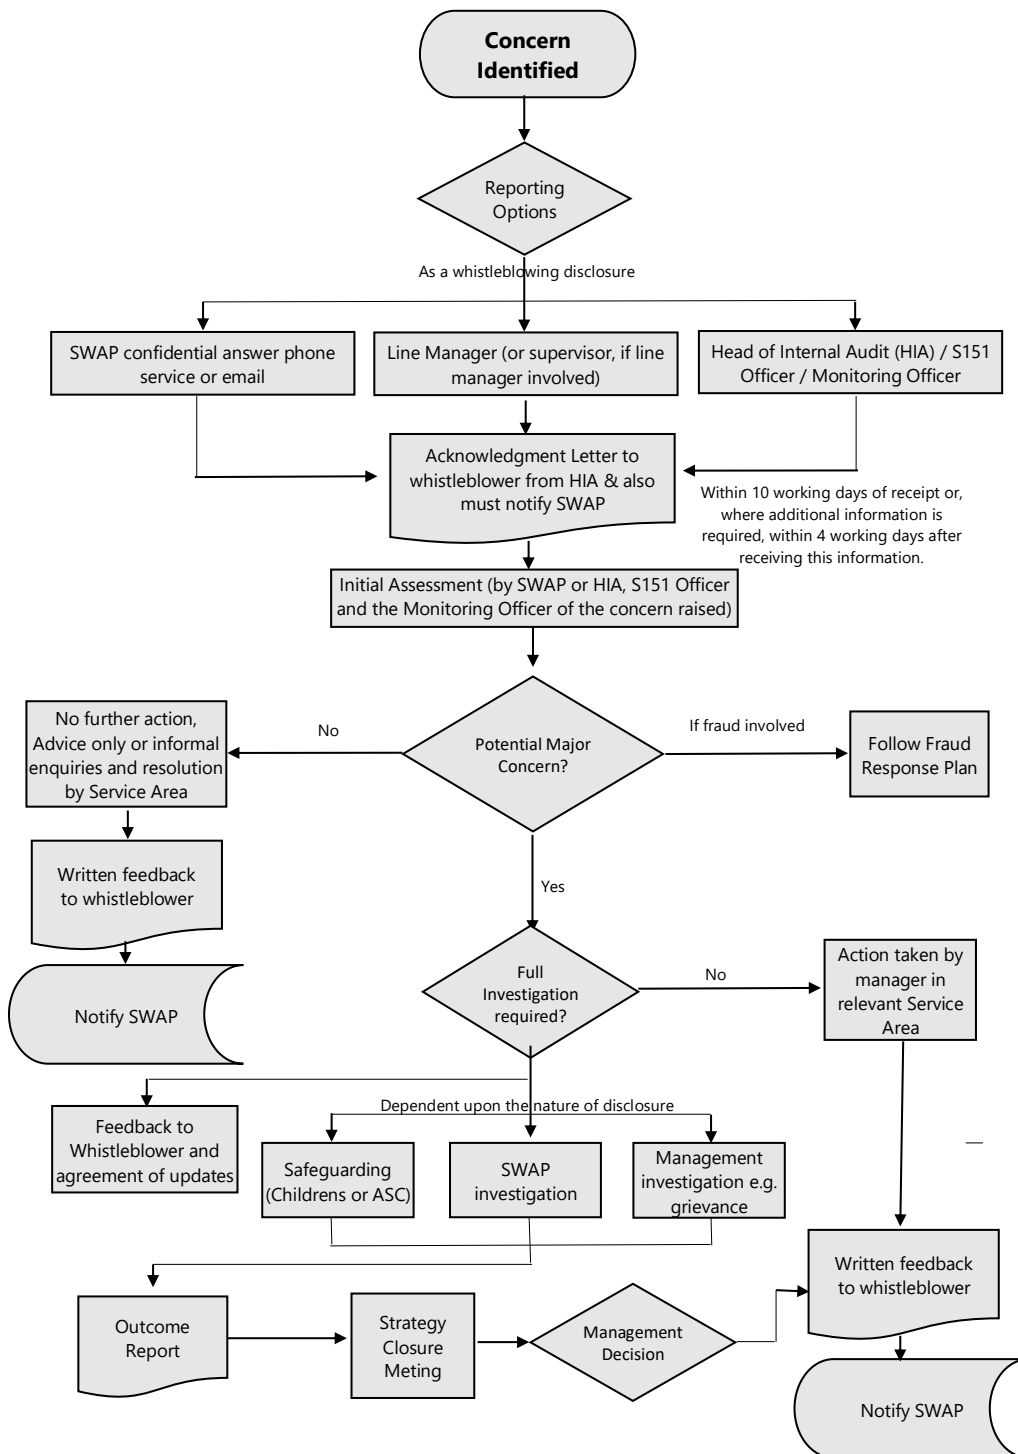 Concern
Identified
Reporting
Options
As a whistleblowing disclosure
SWAP confidential answer phone
service or email
Line Manager (or supervisor, if line
manager involved)
Head of Internal Audit (HIA) / S151
Officer / Monitoring Officer
Acknowledgment Letter to
whistleblower from HIA & also
must notify SWAP
Within 10 working days of receipt or,
where additional information is
required, within 4 working days after
receiving this information.
Initial Assessment (by SWAP or HIA, S151 Officer
and the Monitoring Officer of the concern raised)
No further action,
Advice only or informal
enquiries and resolution
by Service Area
No
Potential Major
Concern?
If fraud involved
Follow Fraud
Response Plan
Written feedback
to whistleblower
Yes
Notify SWAP
Full
Investigation
required?
No
Action taken by
manager in
relevant Service
Area
Feedback to
Whistleblower and
agreement of updates
Dependent upon the nature of disclosure
Safeguarding
(Childrens or ASC)
SWAP
investigation
Management
investigation e.g.
grievance
Outcome
Report
Strategy
Closure
Meting
Management
Decision
Written feedback
to whistleblower
Notify SWAP